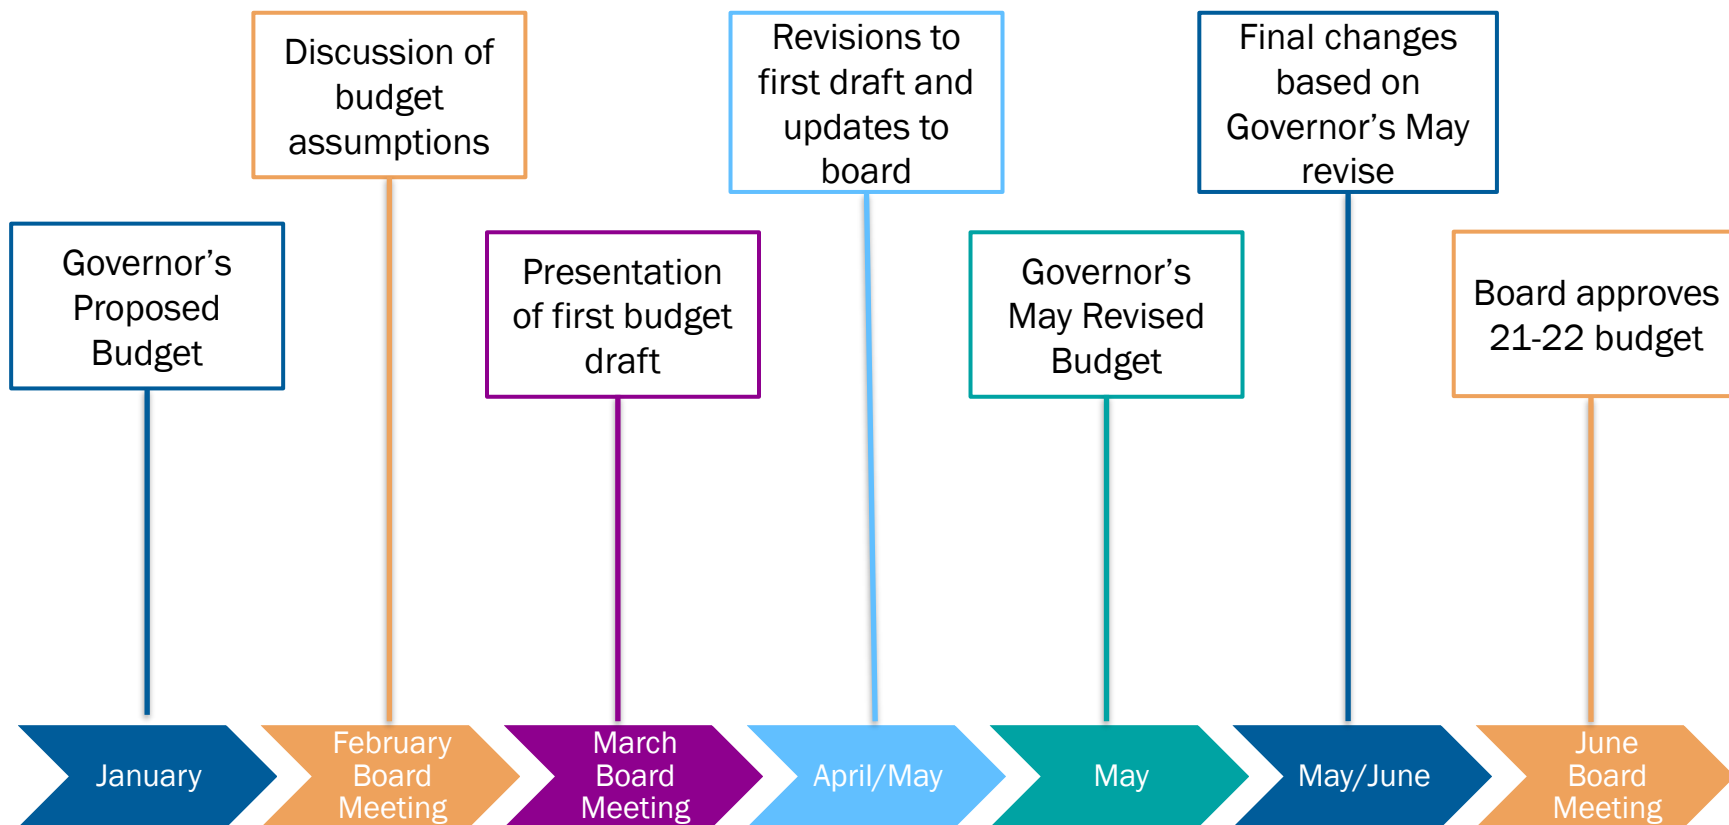 Discussion of
budget
assumptions
Revisions to
first draft and
updates to
board
Final changes
based on
Governor’s May
revise
Governor’s
Proposed
Budget
Presentation
of first budget
draft
Governor’s
May Revised
Budget
Board approves
21-22 budget
January
February
Board
Meeting
March
Board
Meeting
April/May
May
May/June
June
Board
Meeting